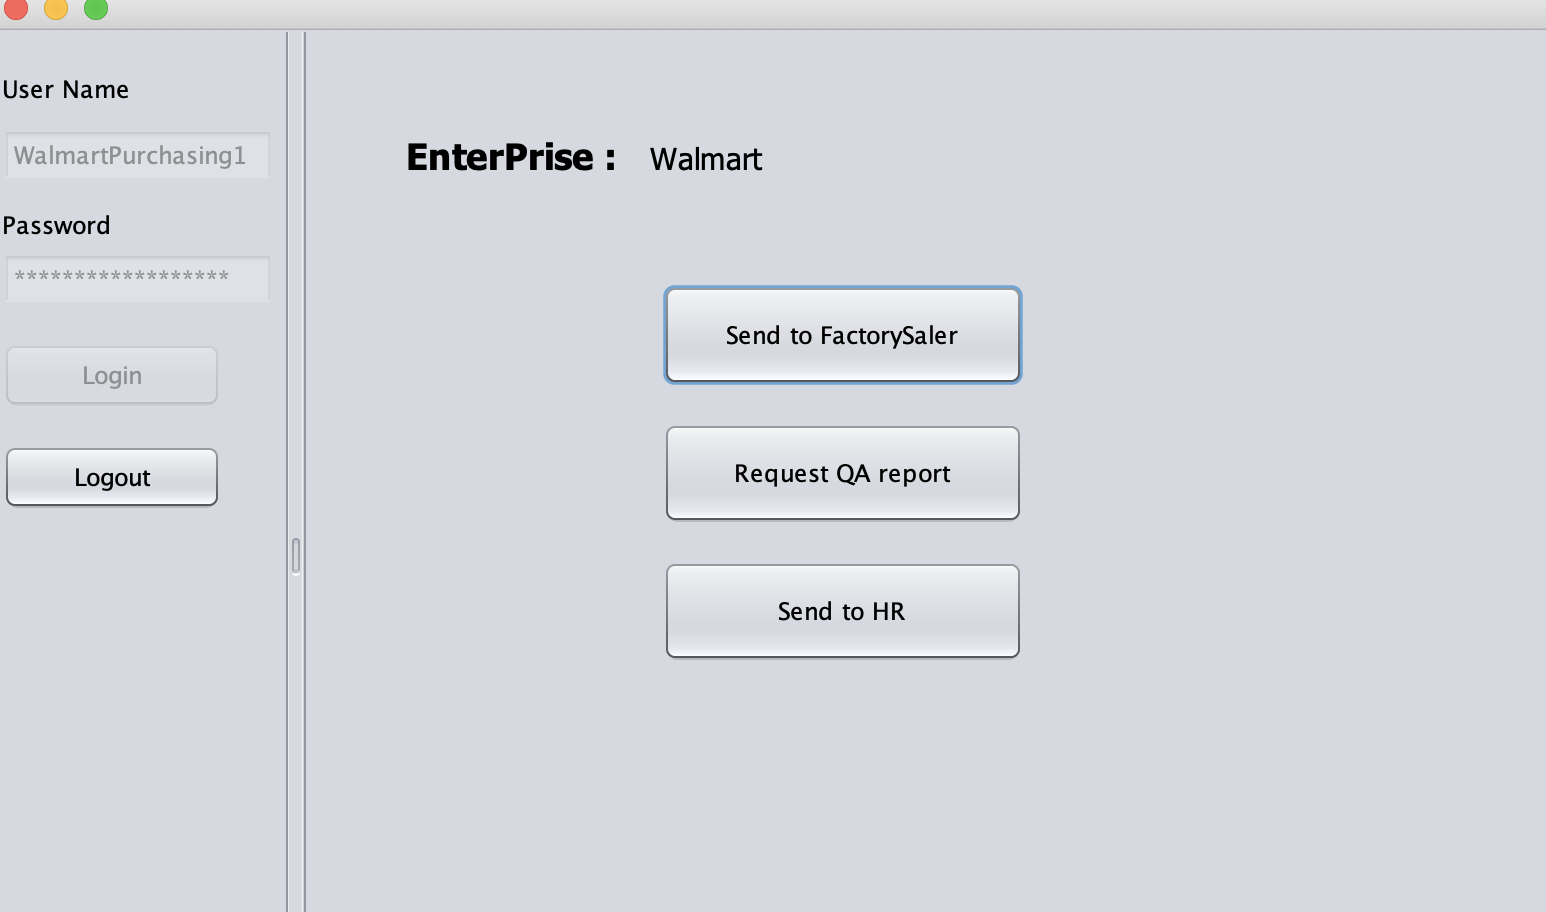 User Name
WalmartPurchasing1
Password
******************
Login
Logout
EnterPrise : Walmart
Send to FactorySaler
Request QA report
Send to HR